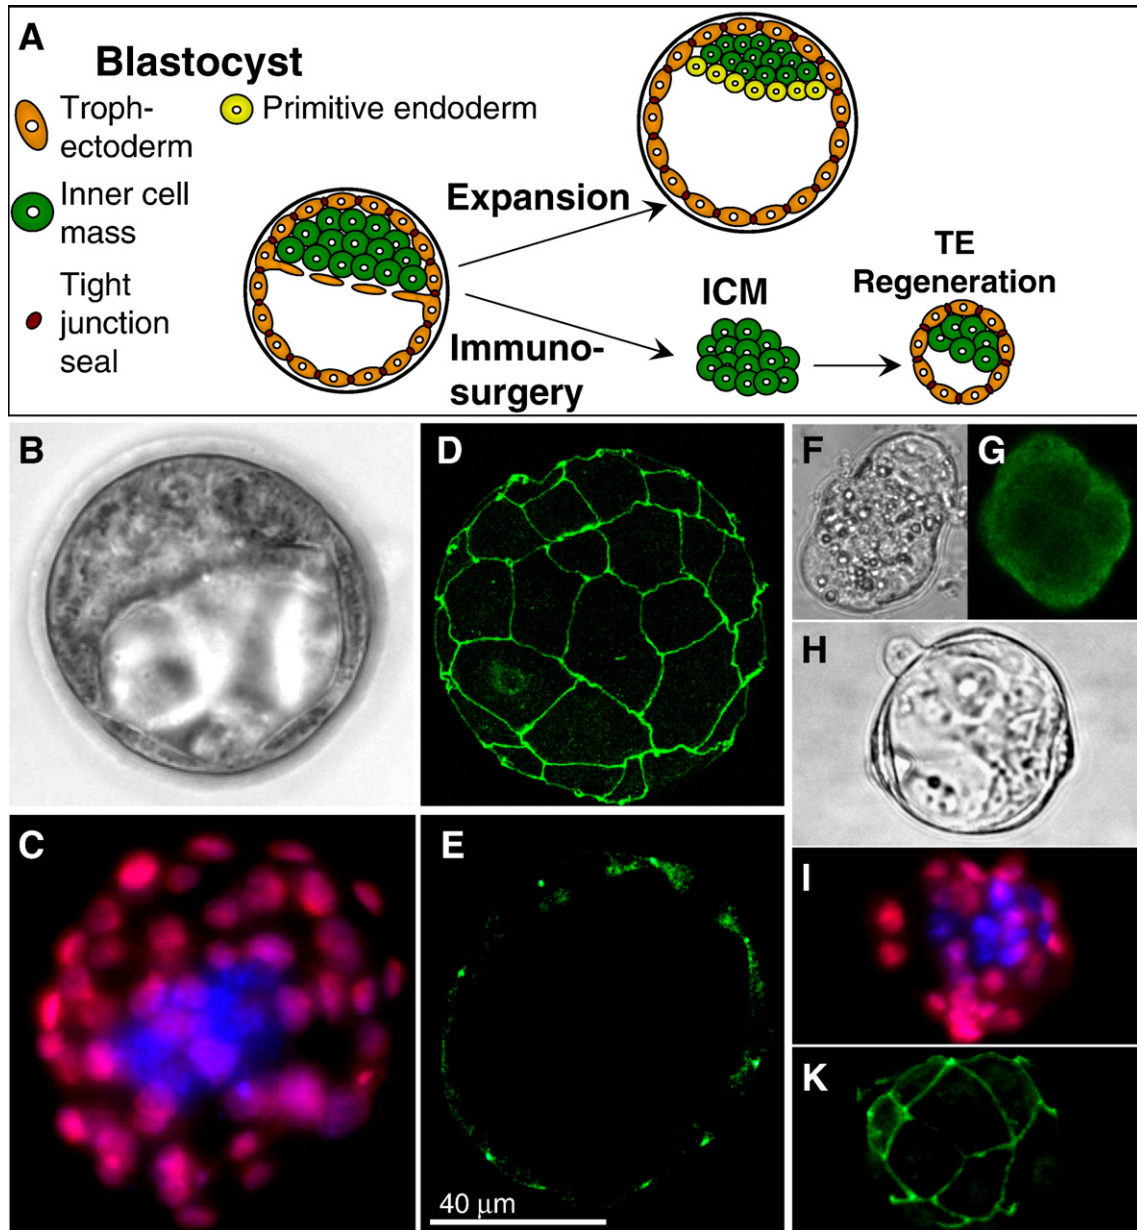 A
Blastocyst
Troph-
ectoderm
Primitive endoderm
Inner cell
mass
Tight
junction
seal
Expansion
Immuno-
surgery
ICM
TE
Regeneration
B
D
F
G
H
C
E
I
K
40 μm